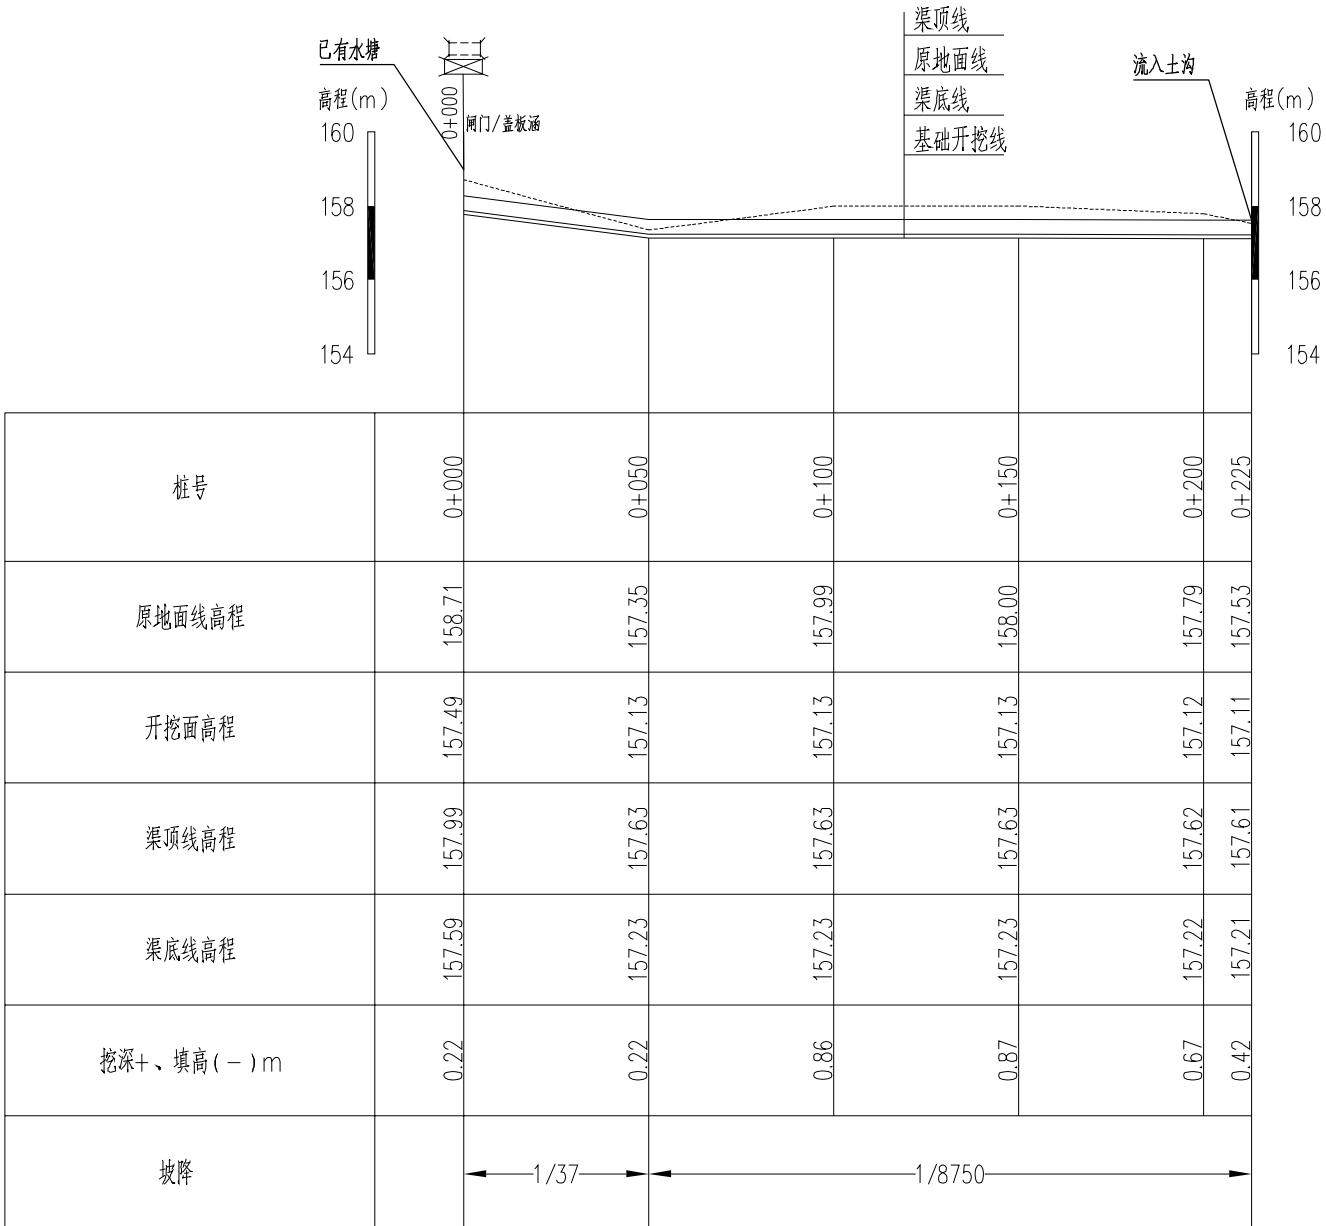 渠顶线
原地面线
渠底线
基础开挖线
已有水塘
流入土沟
高程(m)
高程(m)
0+000
闸门/盖板涵
160
158
156
154
160
158
156
154
桩号
0+000
0+050
0+100
0+150
0+200
0+225
原地面线高程
158.71
157.35
157.99
158.00
157.79
157.53
开挖面高程
157.49
157.13
157.13
157.13
157.12
157.11
渠顶线高程
157.99
157.63
157.63
157.63
157.62
157.61
渠底线高程
157.59
157.23
157.23
157.23
157.22
157.21
挖深+、填高(-)m
0.22
0.22
0.86
0.87
0.67
0.42
坡降
1/37
1/8750